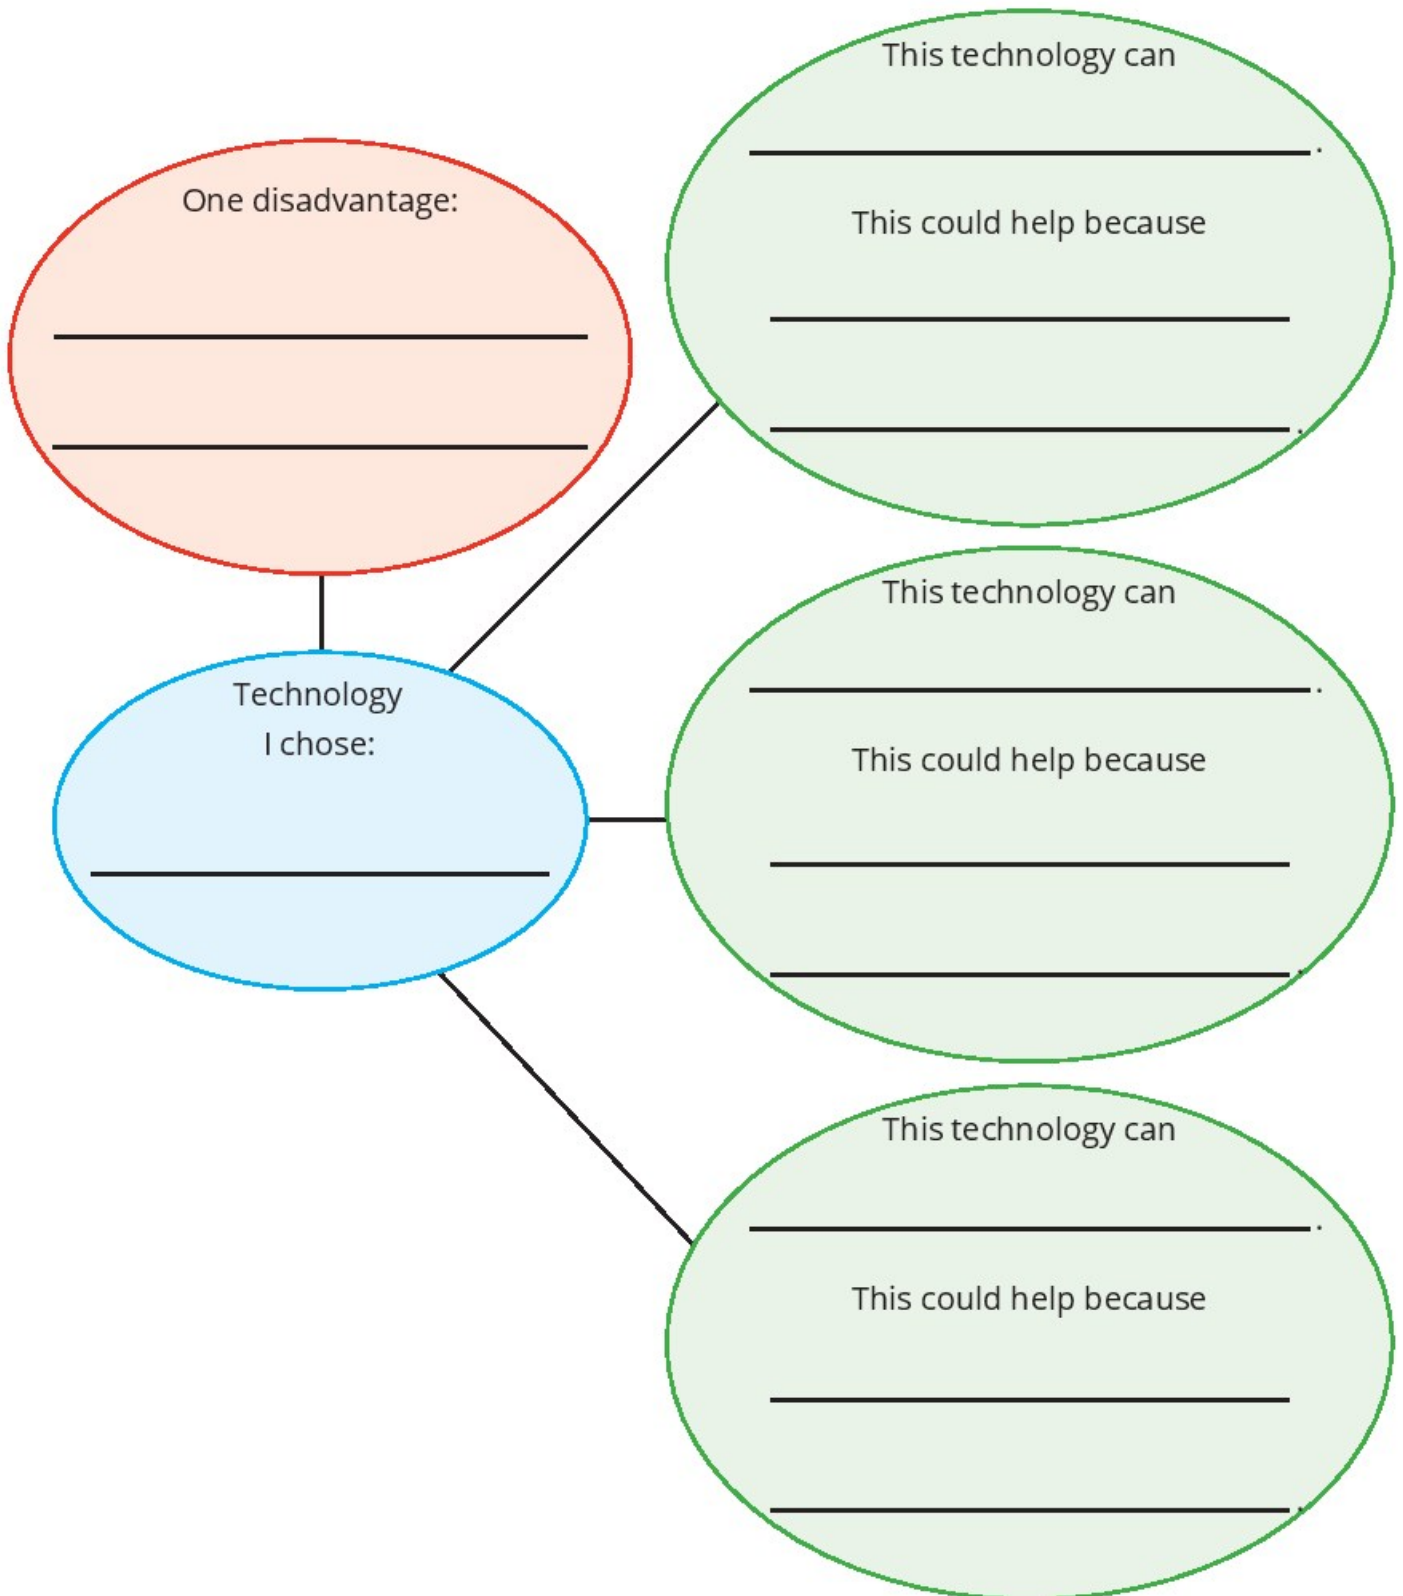 One disadvantage:
Technology
I chose:
This technology can
.
This could help because
.
This technology can
.
This could help because
.
This technology can
.
This could help because
.